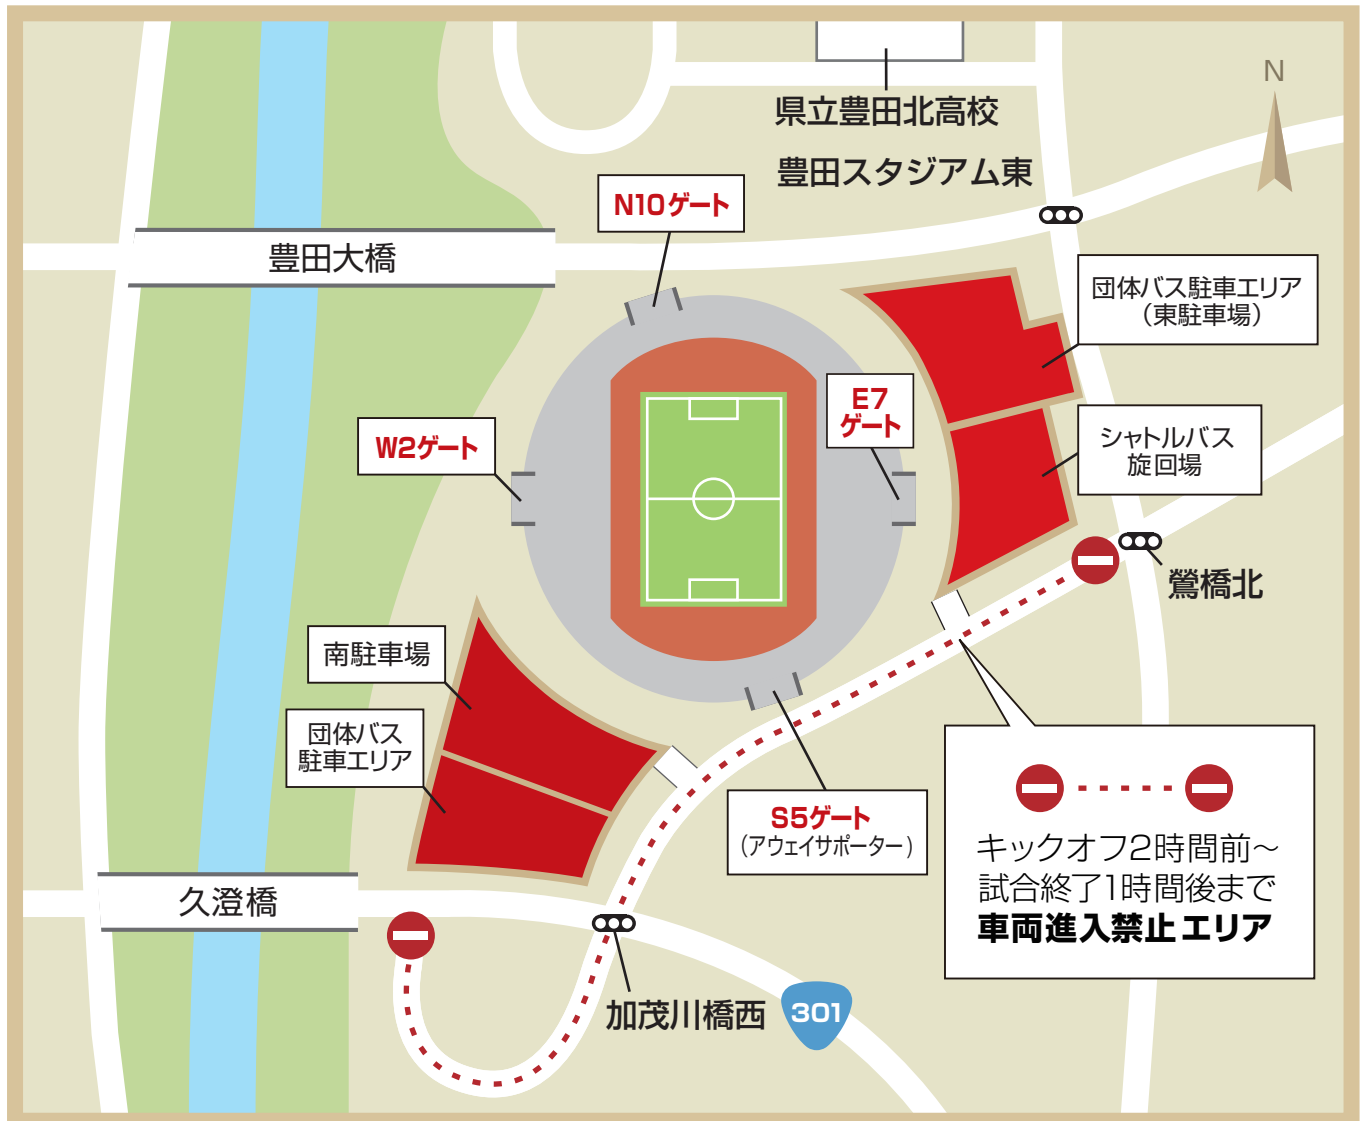 県立豊田北高校
N
豊田スタジアム東
N10ゲート
豊田大橋
団体バス駐車エリア
(東駐車場)
E7
ゲート
W2ゲート
シャトルバス
旋回場
鶯橋北
南駐車場
団体バス
駐車エリア
S5ゲート
(アウェイサポーター)
キックオフ2時間前～
試合終了1時間後まで
車両進入禁止エリア
久澄橋
加茂川橋西
301